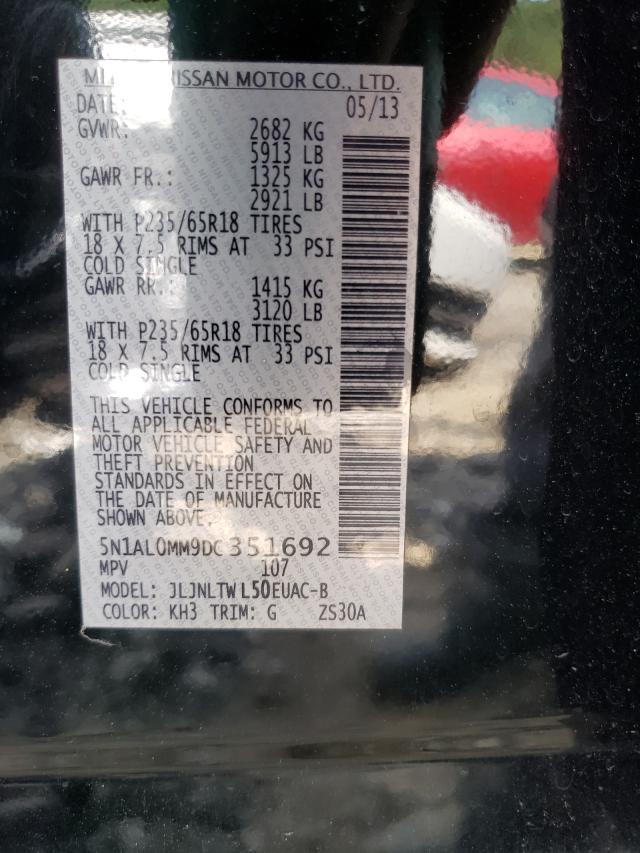 NISSAN MOTOR CO., LTD.
DATE: 05/13
GVWR: 2682 KG
5913 LB
GAWR FR.: 1325 KG
2921 LB
WITH P235/65R18 TIRES
18 X 7.5 RIMS AT 33 PSI
COLD SINGLE
GAWR RR.: 1415 KG
3120 LB
WITH P235/65R18 TIRES
18 X 7.5 RIMS AT 33 PSI
COLD SINGLE
THIS VEHICLE CONFORMS TO
ALL APPLICABLE FEDERAL
MOTOR VEHICLE SAFETY AND
THEFT PREVENTION
STANDARDS IN EFFECT ON
THE DATE OF MANUFACTURE
SHOWN ABOVE.
5N1AL0MM9DC351692
MPV 107
MODEL: JLJNLTWL50EUAC-B
COLOR: KH3 TRIM: G ZS30A